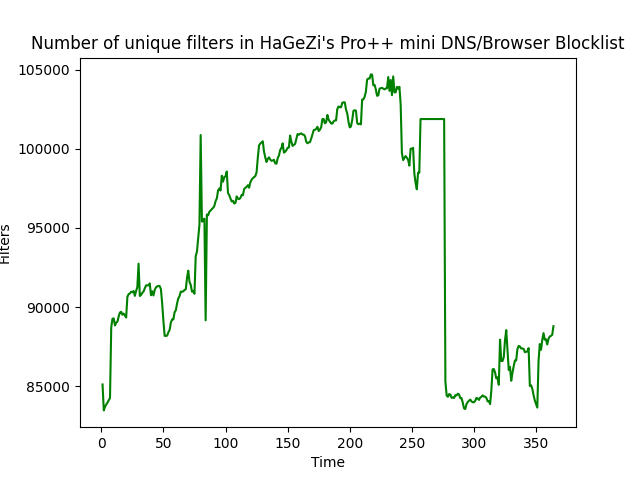 Number of unique filters in HaGeZi's Pro++ mini DNS/Browser Blocklist
105000
100000
95000
90000
85000
Filters
0 50 100 150 200 250 300 350
Time